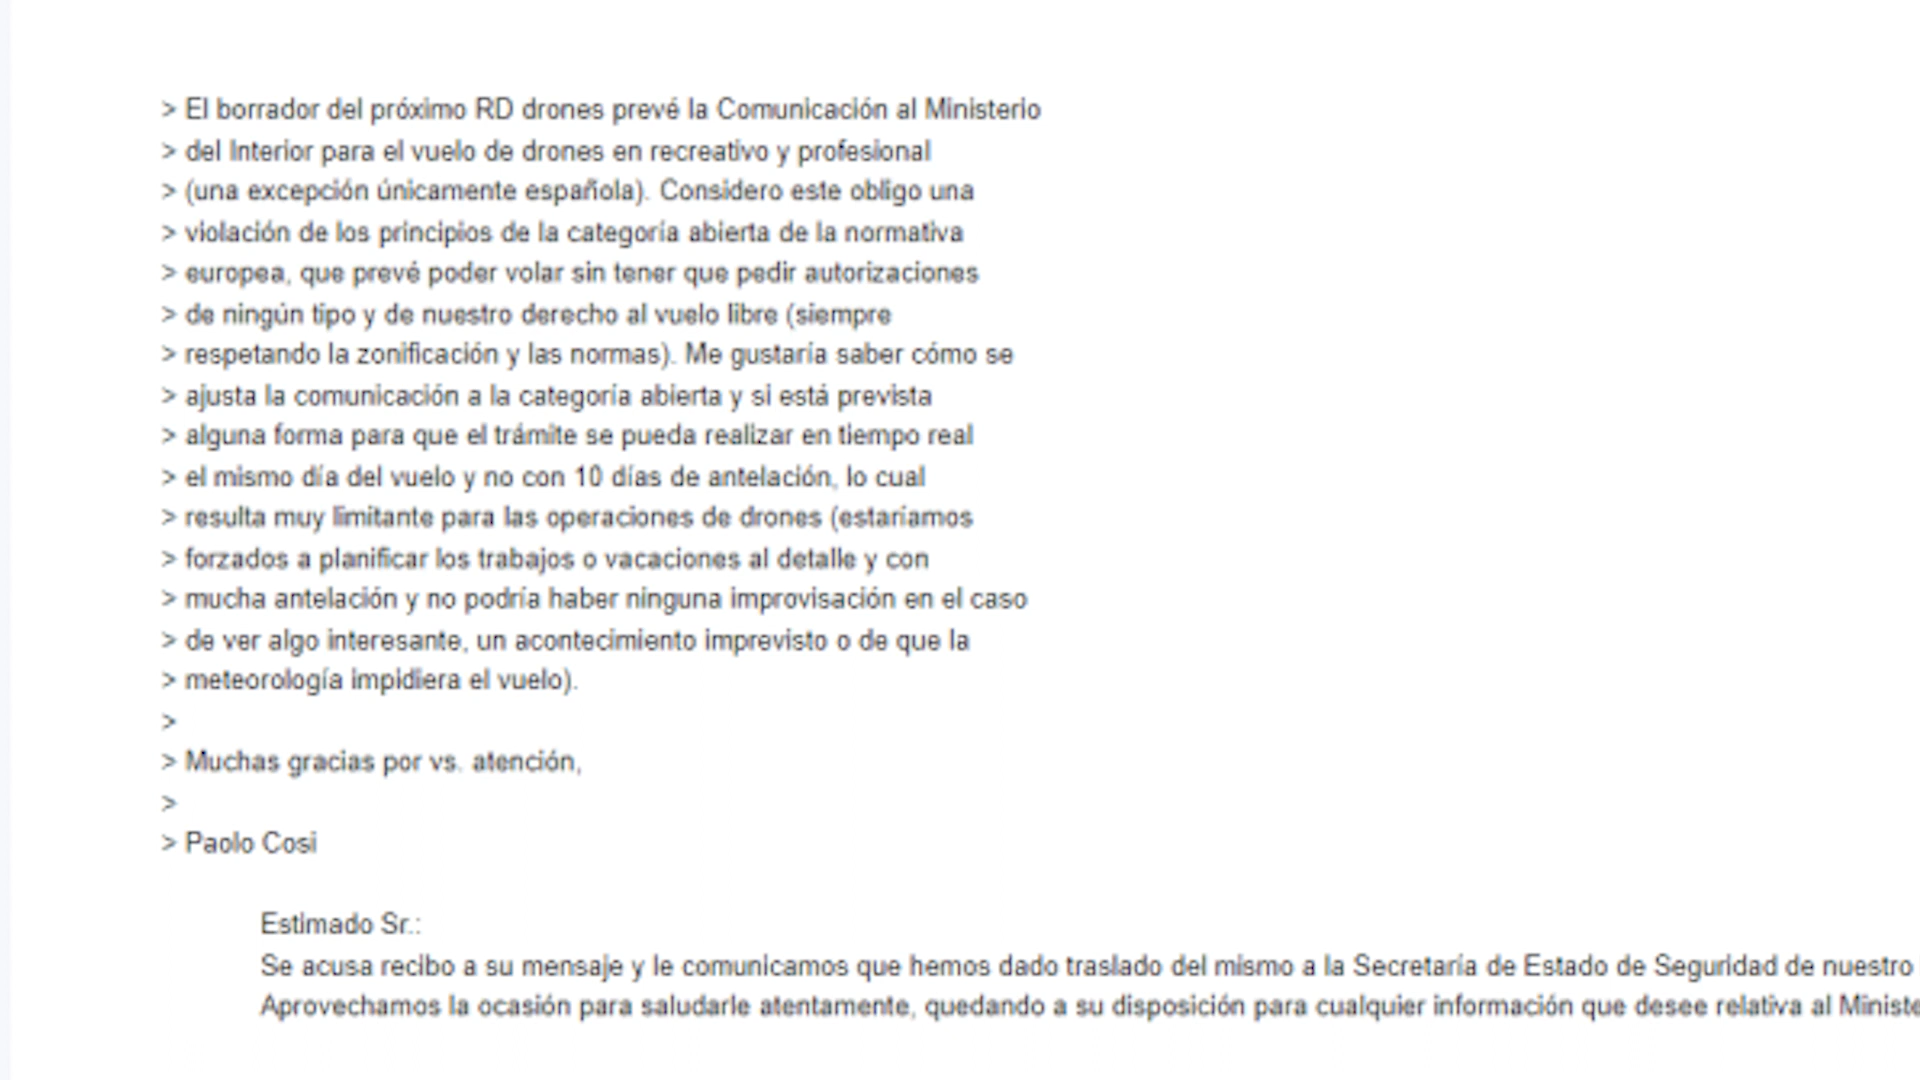 > El borrador del próximo RD drones prevé la Comunicación al Ministerio
> del Interior para el vuelo de drones en recreativo y profesional
> (una excepción únicamente española). Considero este obligo una
> violación de los principios de la categoría abierta de la normativa
> europea, que prevé poder volar sin tener que pedir autorizaciones
> de ningún tipo y de nuestro derecho al vuelo libre (siempre
> respetando la zonificación y las normas). Me gustaría saber cómo se
> ajusta la comunicación a la categoría abierta y si está prevista
> alguna forma para que el trámite se pueda realizar en tiempo real
> el mismo día del vuelo y no con 10 días de antelación, lo cual
> resulta muy limitante para las operaciones de drones (estaríamos
> forzados a planificar los trabajos o vacaciones al detalle y con
> mucha antelación y no podría haber ninguna improvisación en el caso
> de ver algo interesante, un acontecimiento imprevisto o de que la
> meteorología impidiera el vuelo).
>
> Muchas gracias por vs. atención,
>
> Paolo Cosi
Estimado Sr.:
Se acusa recibo a su mensaje y le comunicamos que hemos dado traslado del mismo a la Secretaría de Estado de Seguridad de nuestro
Aprovechamos la ocasión para saludarle atentamente, quedando a su disposición para cualquier información que desee relativa al Ministe